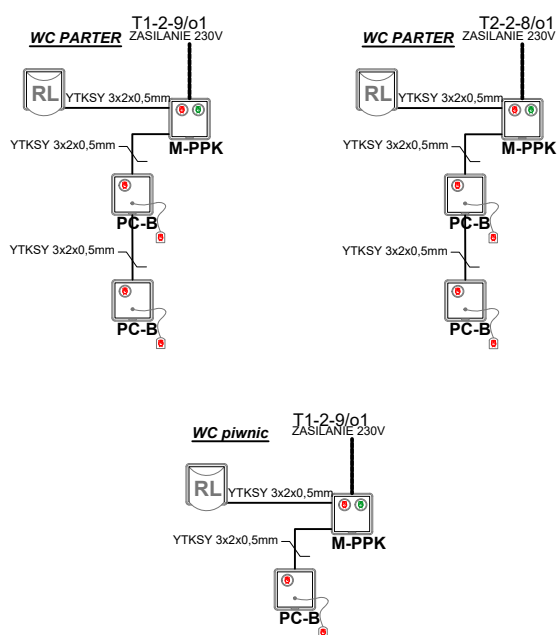 T1-2-9/o1
WC PARTER ZASILANIE 230V
RL
YTKSY 3x2x0,5mm
YTKSY 3x2x0,5mm
M-PPK
PC-B
YTKSY 3x2x0,5mm
PC-B
T2-2-8/o1
WC PARTER ZASILANIE 230V
RL
YTKSY 3x2x0,5mm
YTKSY 3x2x0,5mm
M-PPK
PC-B
YTKSY 3x2x0,5mm
PC-B
T1-2-9/o1
WC piwnic ZASILANIE 230V
RL
YTKSY 3x2x0,5mm
YTKSY 3x2x0,5mm
M-PPK
PC-B